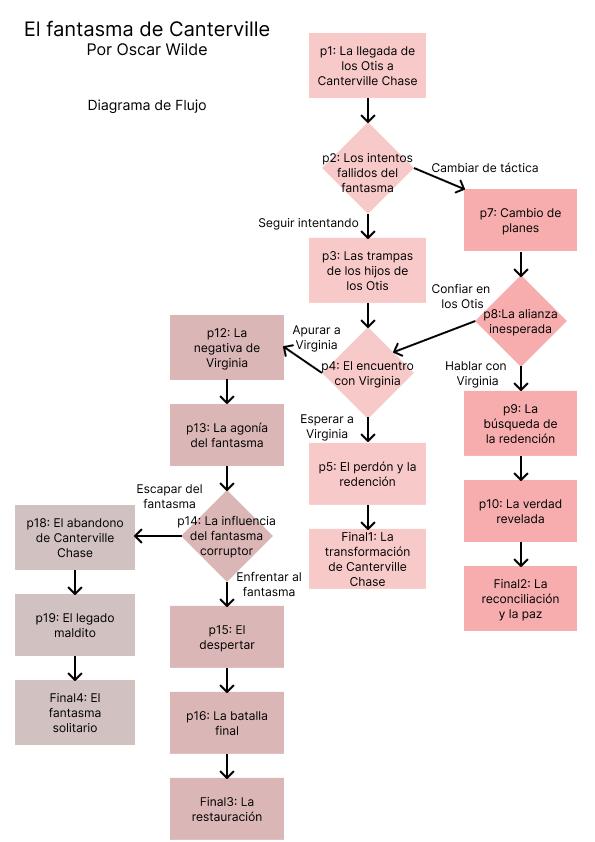 El fantasma de Canterville
Por Oscar Wilde
Diagrama de Flujo
p1: La llegada de
los Otis a
Canterville Chase
p2: Los intentos
fallidos del
fantasma
Cambiar de táctica
Seguir intentando
p7: Cambio de
planes
p3: Las trampas
de los hijos de
los Otis
Confiar en
los Otis
p8:La alianza
inesperada
p12: La
negativa de
Virginia
Apurar a
Virginia
p4: El encuentro
con Virginia
Hablar con
Virginia
p9: La
búsqueda de
la redención
p13: La agonía
del fantasma
Esperar a
Virginia
p5: El perdón y la
redención
Escapar del
fantasma
p10: La verdad
revelada
p18: El abandono
de Canterville
Chase
p14: La influencia
del fantasma
corruptor
Final1: La
transformación
de Canterville
Chase
Enfrentar al
fantasma
Final2: La
reconciliación
y la paz
p19: El legado
maldito
p15: El
despertar
Final4: El
fantasma
solitario
p16: La batalla
final
Final3: La
restauración